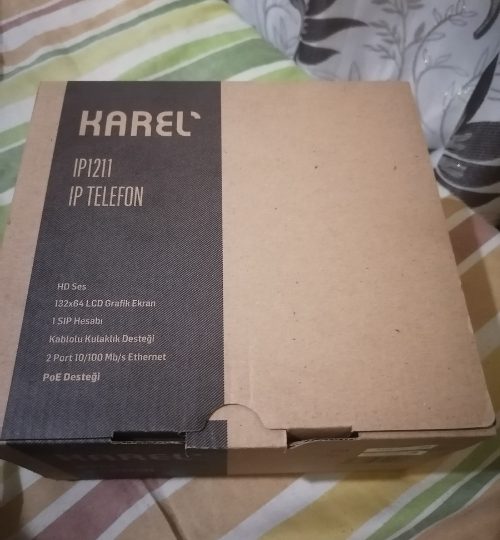 KAREL
IP1211
IP TELEFON
HD Ses
132x64 LCD Grafik Ekran
1 SIP Hesabı
Kablolu Kulaklık Desteği
2 Port 10/100 Mb/s Ethernet
PoE Desteği
KAREL